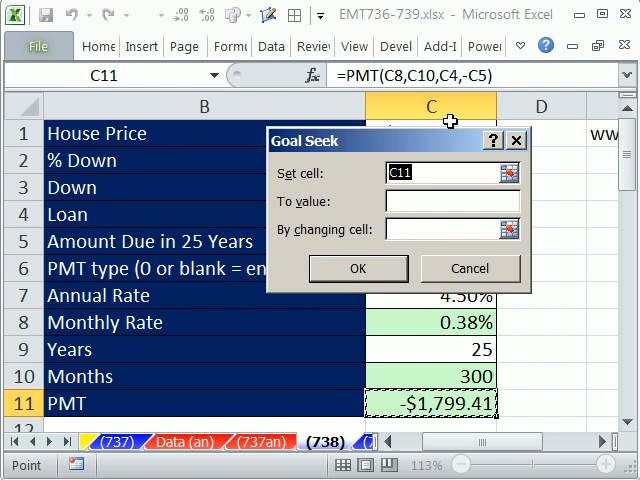 EMT736-739.xlsx - Microsoft Excel
File Home Insert Page Formu Data Review View Devel Add-I Power
C11 fx =PMT(C8,C10,C4,-C5)
B C D
1 House Price ww
2 % Down
3 Down
4 Loan
5 Amount Due in 25 Years
6 PMT type (0 or blank = en
7 Annual Rate 4.50%
8 Monthly Rate 0.38%
9 Years 25
10 Months 300
11 PMT -$1,799.41
12
Goal Seek
Set cell: C11
To value:
By changing cell:
OK Cancel
(737) Data (an) (737an) (738) (7
Point 113%